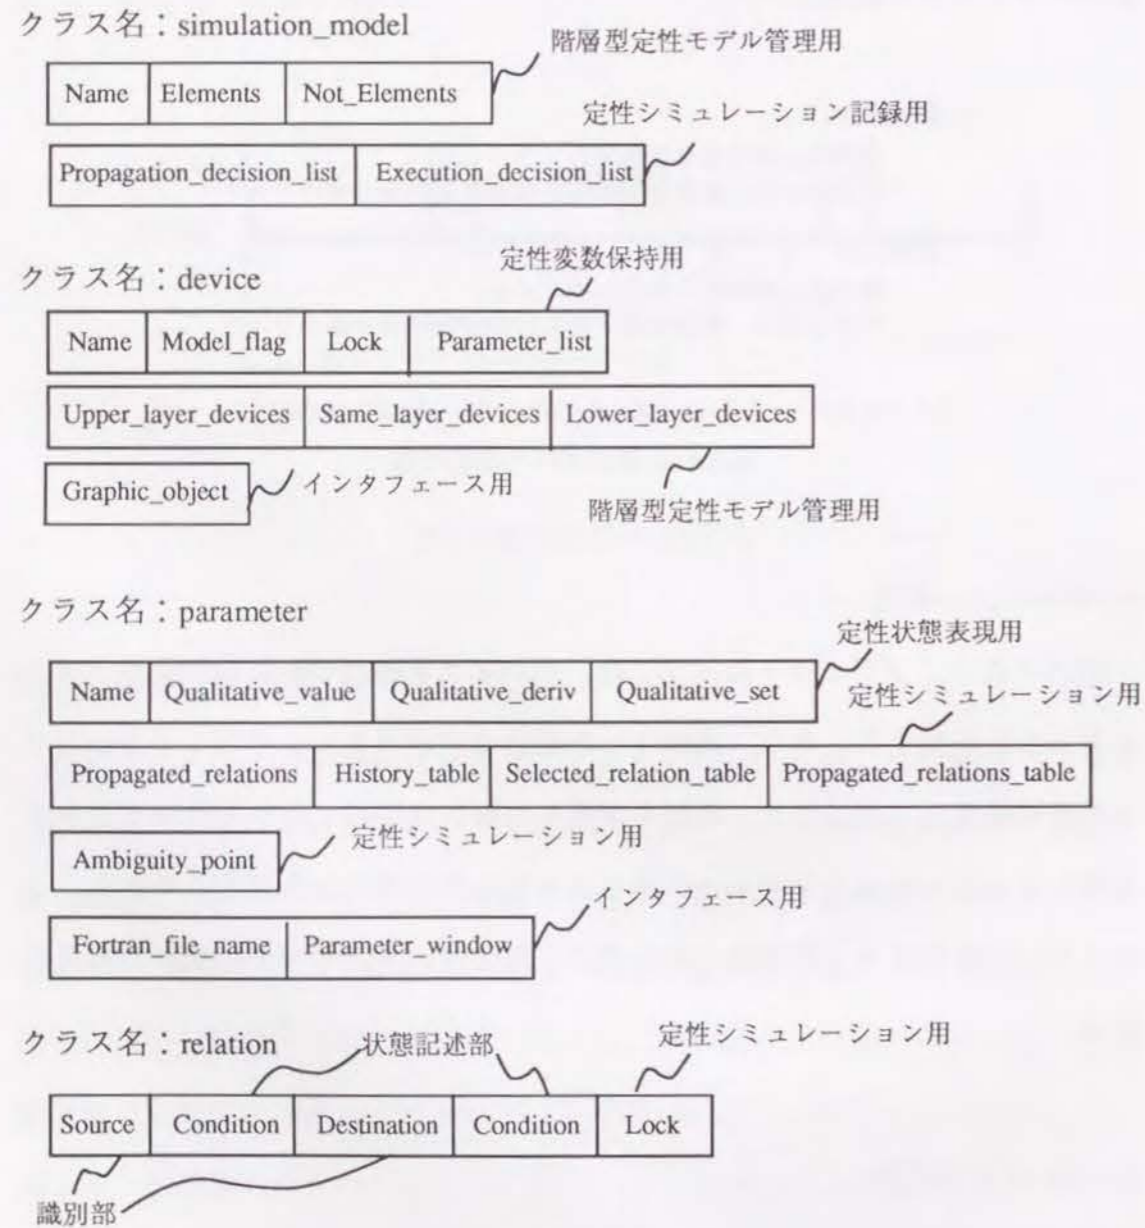 クラス名：simulation_model
階層型定性モデル管理用
Name Elements Not_Elements
定性シミュレーション記録用
Propagation_decision_list Execution_decision_list
クラス名：device
定性変数保持用
Name Model_flag Lock Parameter_list
Upper_layer_devices Same_layer_devices Lower_layer_devices
Graphic_object インタフェース用
階層型定性モデル管理用
クラス名：parameter
定性状態表現用
Name Qualitative_value Qualitative_deriv Qualitative_set
定性シミュレーション用
Propagated_relations History_table Selected_relation_table Propagated_relations_table
定性シミュレーション用
Ambiguity_point
インタフェース用
Fortran_file_name Parameter_window
クラス名：relation
状態記述部
定性シミュレーション用
Source Condition Destination Condition Lock
識別部